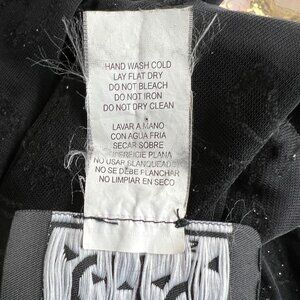 HAND WASH COLD
LAY FLAT DRY
DO NOT BLEACH
DO NOT IRON
DO NOT DRY CLEAN
LAVAR A MANO
CON AGUA FRIA
SECAR SOBRE
SUPERFICIE PLANA
NO USAR BLANQUEADOR
NO SE DEBE PLANCHAR
NO LIMPIAR EN SECO